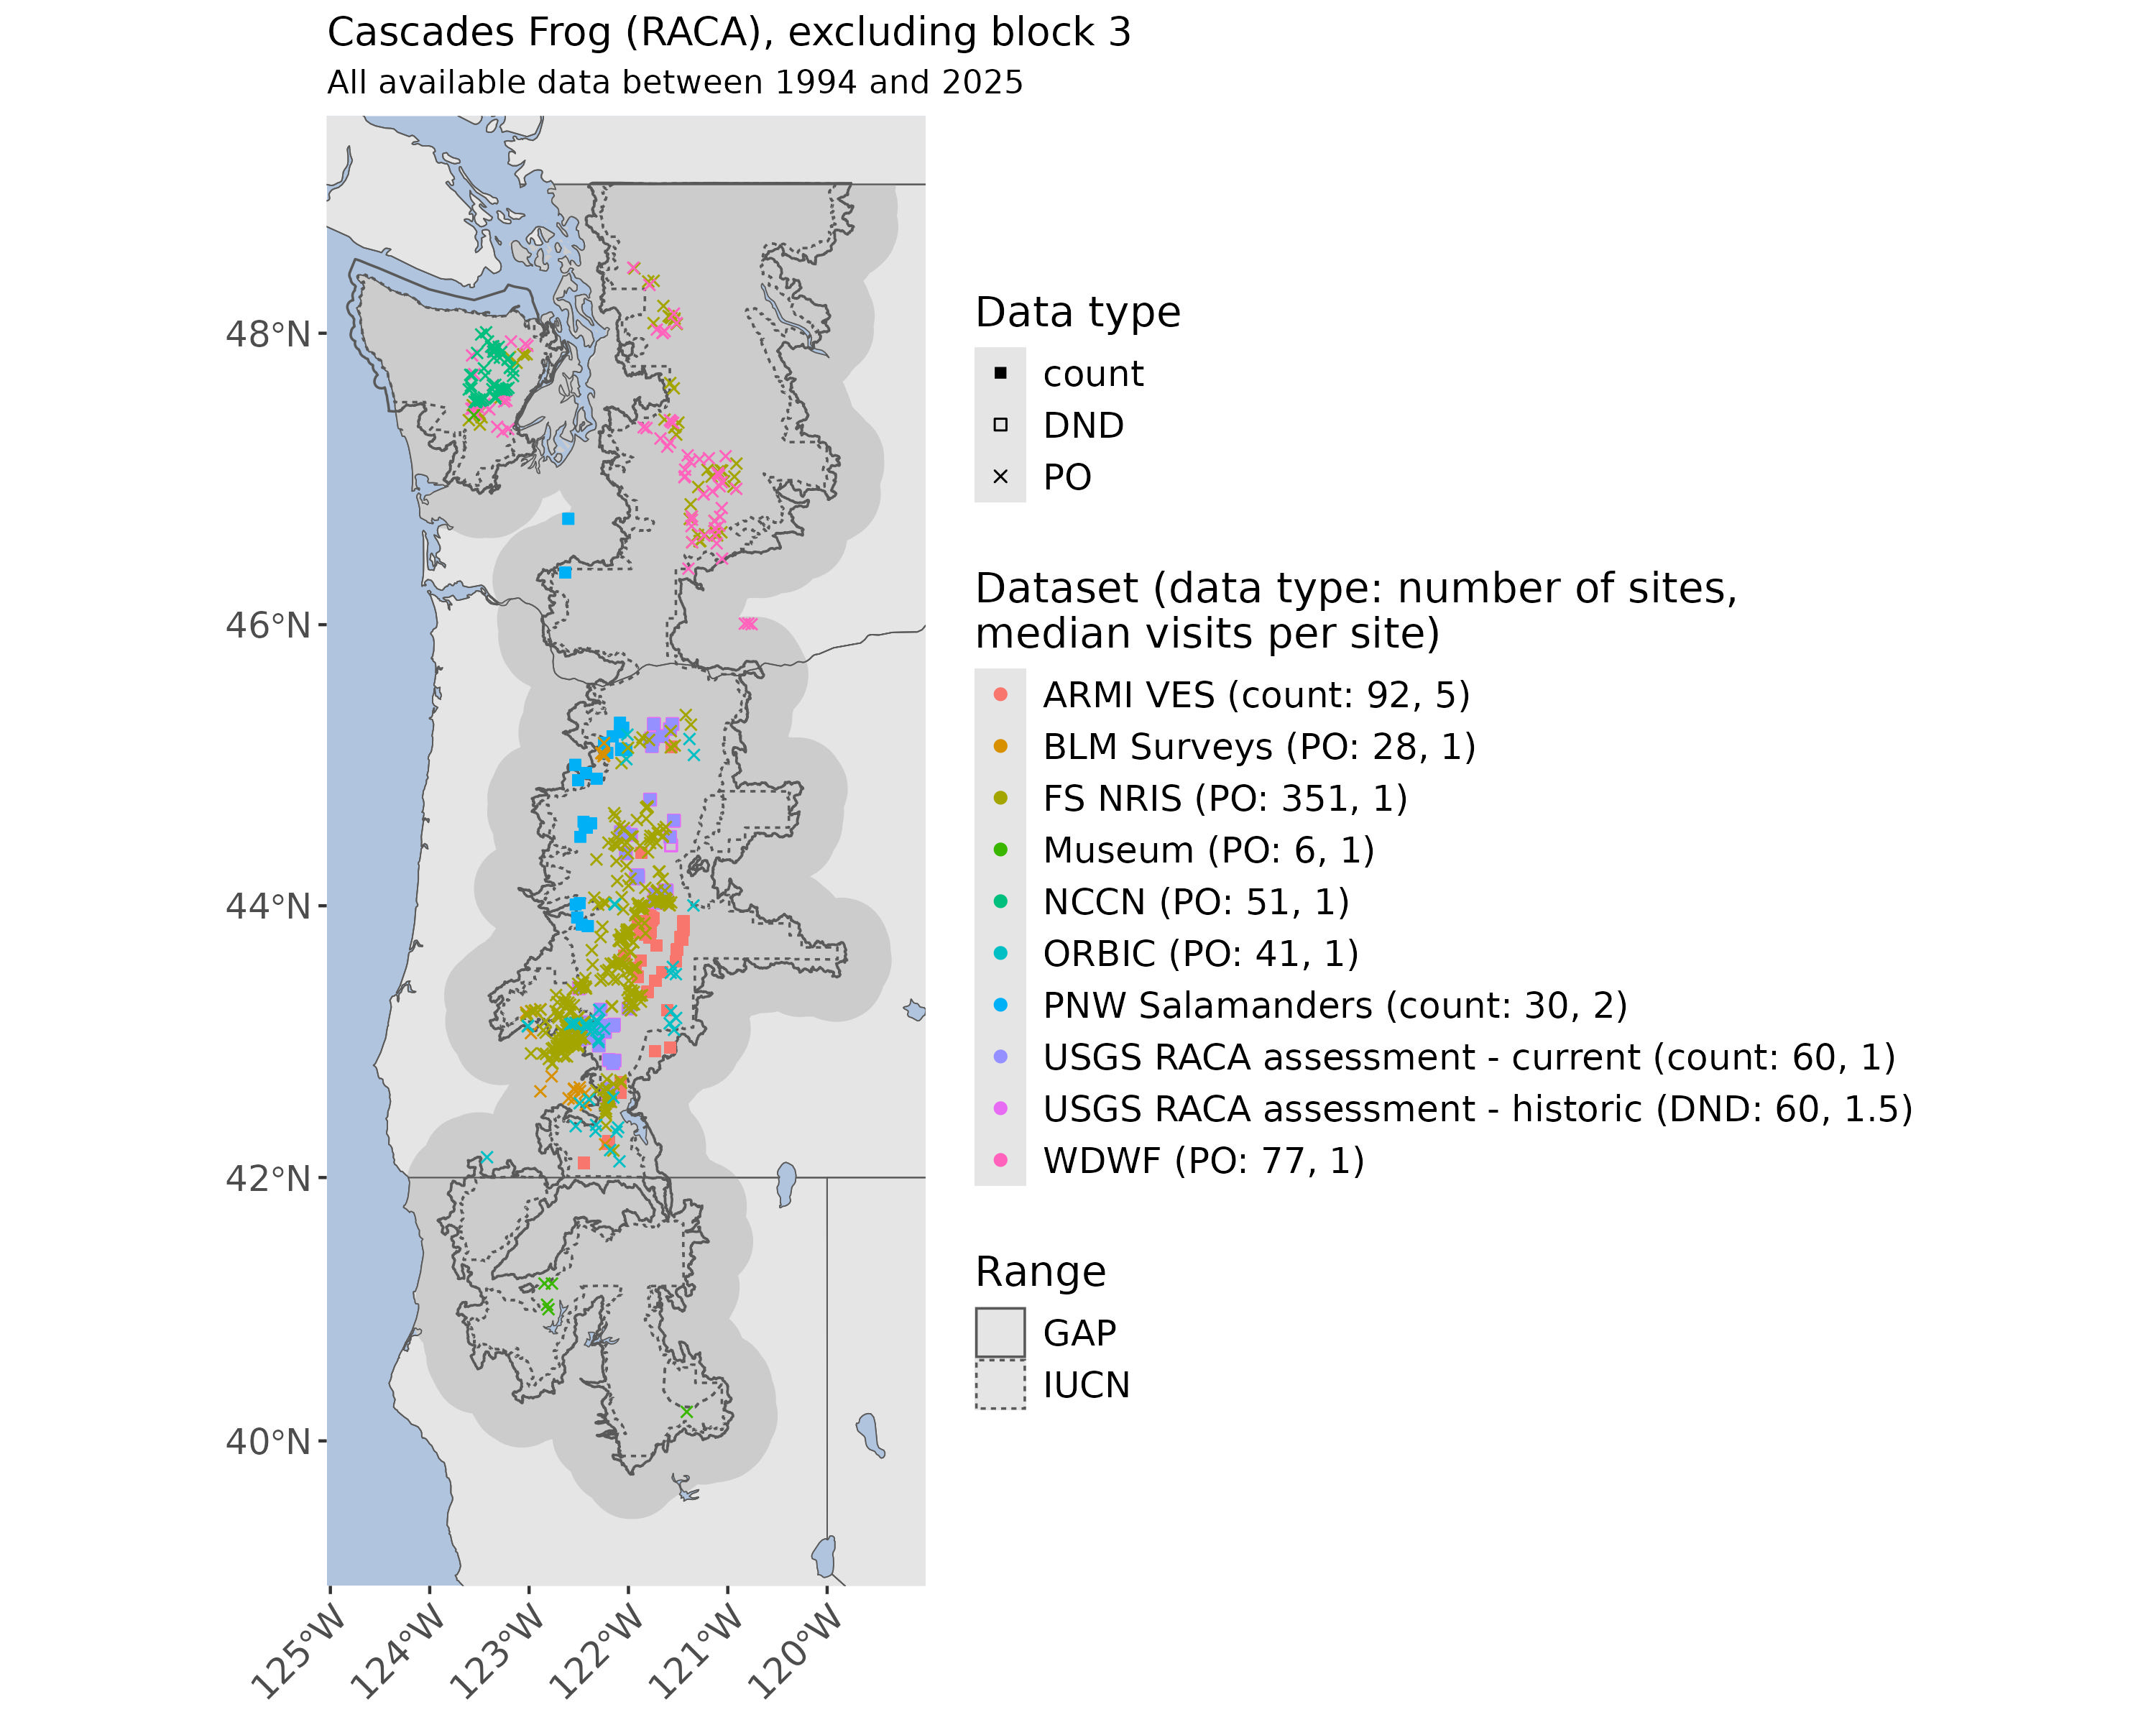 Cascades Frog (RACA), excluding block 3
All available data between 1994 and 2025
48°N
46°N
44°N
42°N
40°N
125°W
124°W
123°W
122°W
121°W
120°W
Data type
count
DND
PO
Dataset (data type: number of sites,
median visits per site)
ARMI VES (count: 92, 5)
BLM Surveys (PO: 28, 1)
FS NRIS (PO: 351, 1)
Museum (PO: 6, 1)
NCCN (PO: 51, 1)
ORBIC (PO: 41, 1)
PNW Salamanders (count: 30, 2)
USGS RACA assessment - current (count: 60, 1)
USGS RACA assessment - historic (DND: 60, 1.5)
WDWF (PO: 77, 1)
Range
GAP
IUCN